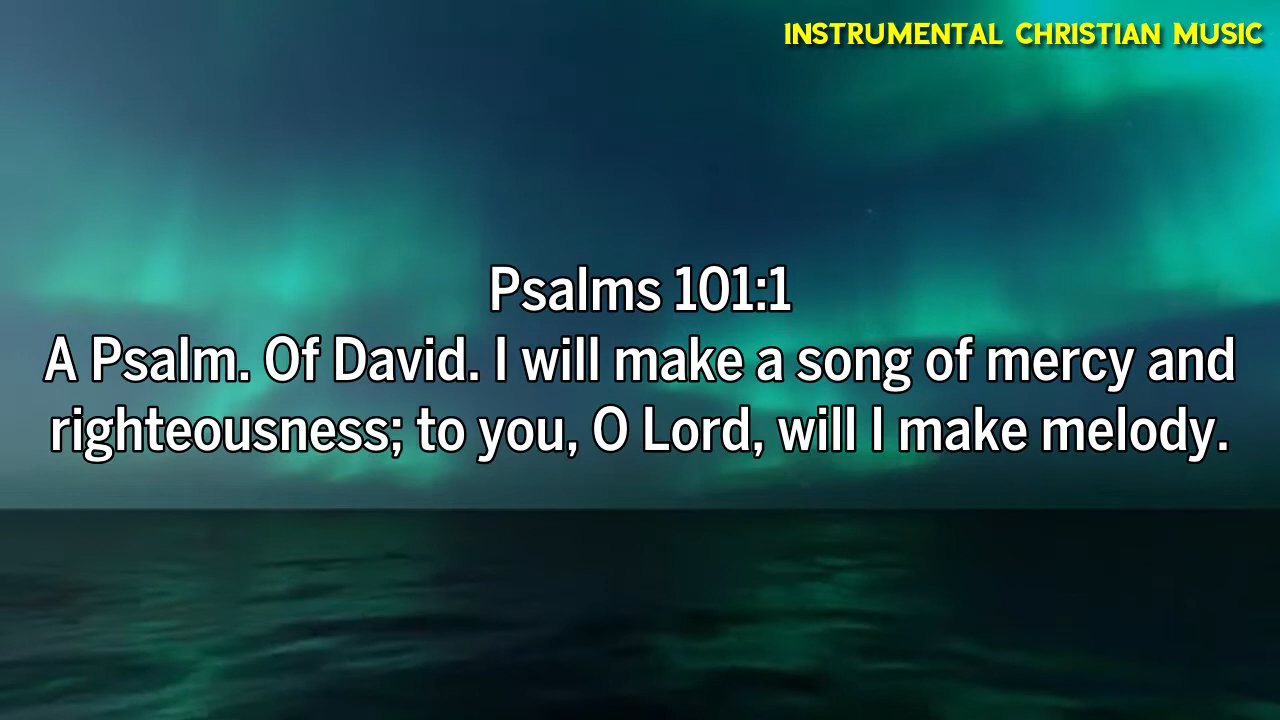 INSTRUMENTAL CHRISTIAN MUSIC
Psalms 101:1
A Psalm. Of David. I will make a song of mercy and
righteousness; to you, O Lord, will I make melody.